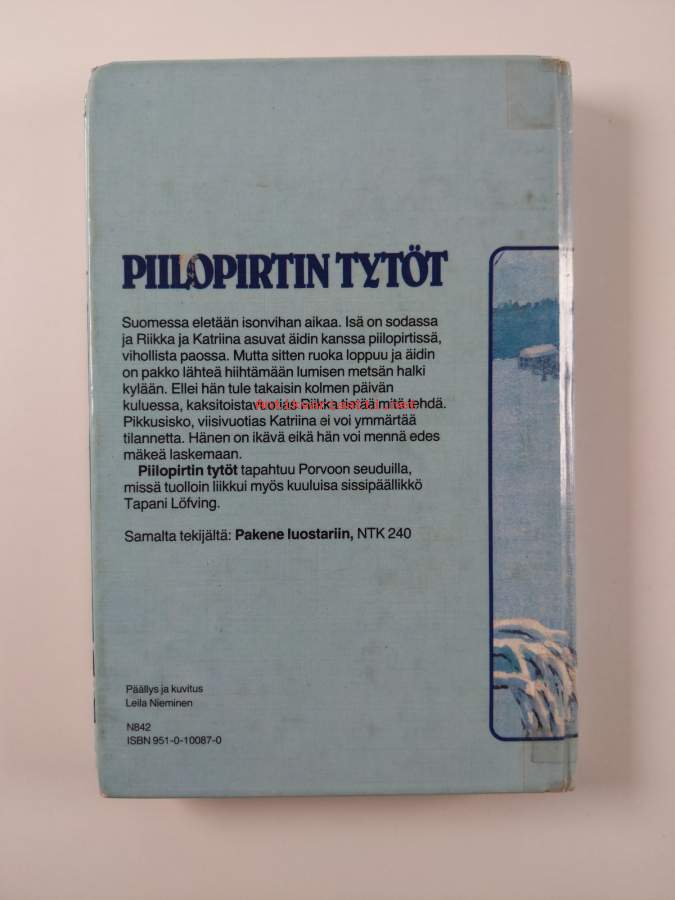 PIILOPIRTIN TYTÖT
Suomessa eletään isonvihan aikaa. Isä on sodassa
ja Riikka ja Katriina asuvat äidin kanssa piilopirtissä,
vihollista paossa. Mutta sitten ruoka loppuu ja äidin
on pakko lähteä hiihtämään lumisen metsän halki
kylään. Ellei hän tule takaisin kolmen päivän
kuluessa, kaksitoistavuotias Riikka tietää mitä tehdä.
Pikkusisko, viisivuotias Katriina ei voi ymmärtää
tilannetta. Hänen on ikävä eikä hän voi mennä edes
mäkeä laskemaan.
Piilopirtin tytöt tapahtuu Porvoon seuduilla,
missä tuolloin liikkui myös kuuluisa sissipäällikkö
Tapani Löfving.
Samalta tekijältä: Pakene luostariin, NTK 240
Päällys ja kuvitus
Leila Nieminen
N842
ISBN 951-0-10087-0